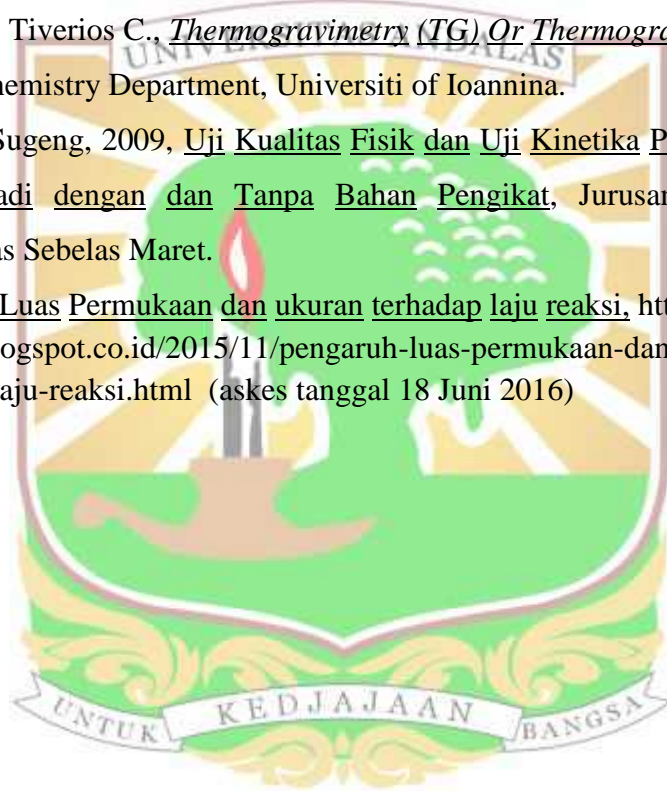 Tiverios C., Thermogravimetry (TG) Or Thermogra
UNIVERSITAS ANDALAS
hemistry Department, Universiti of Ioannina.
Sugeng, 2009, Uji Kualitas Fisik dan Uji Kinetika P
adi dengan dan Tanpa Bahan Pengikat, Jurusan
as Sebelas Maret.
Luas Permukaan dan ukuran terhadap laju reaksi, htt
ogspot.co.id/2015/11/pengaruh-luas-permukaan-dan
aju-reaksi.html (askes tanggal 18 Juni 2016)
UNTUK KEDJAJAAN BANGSA